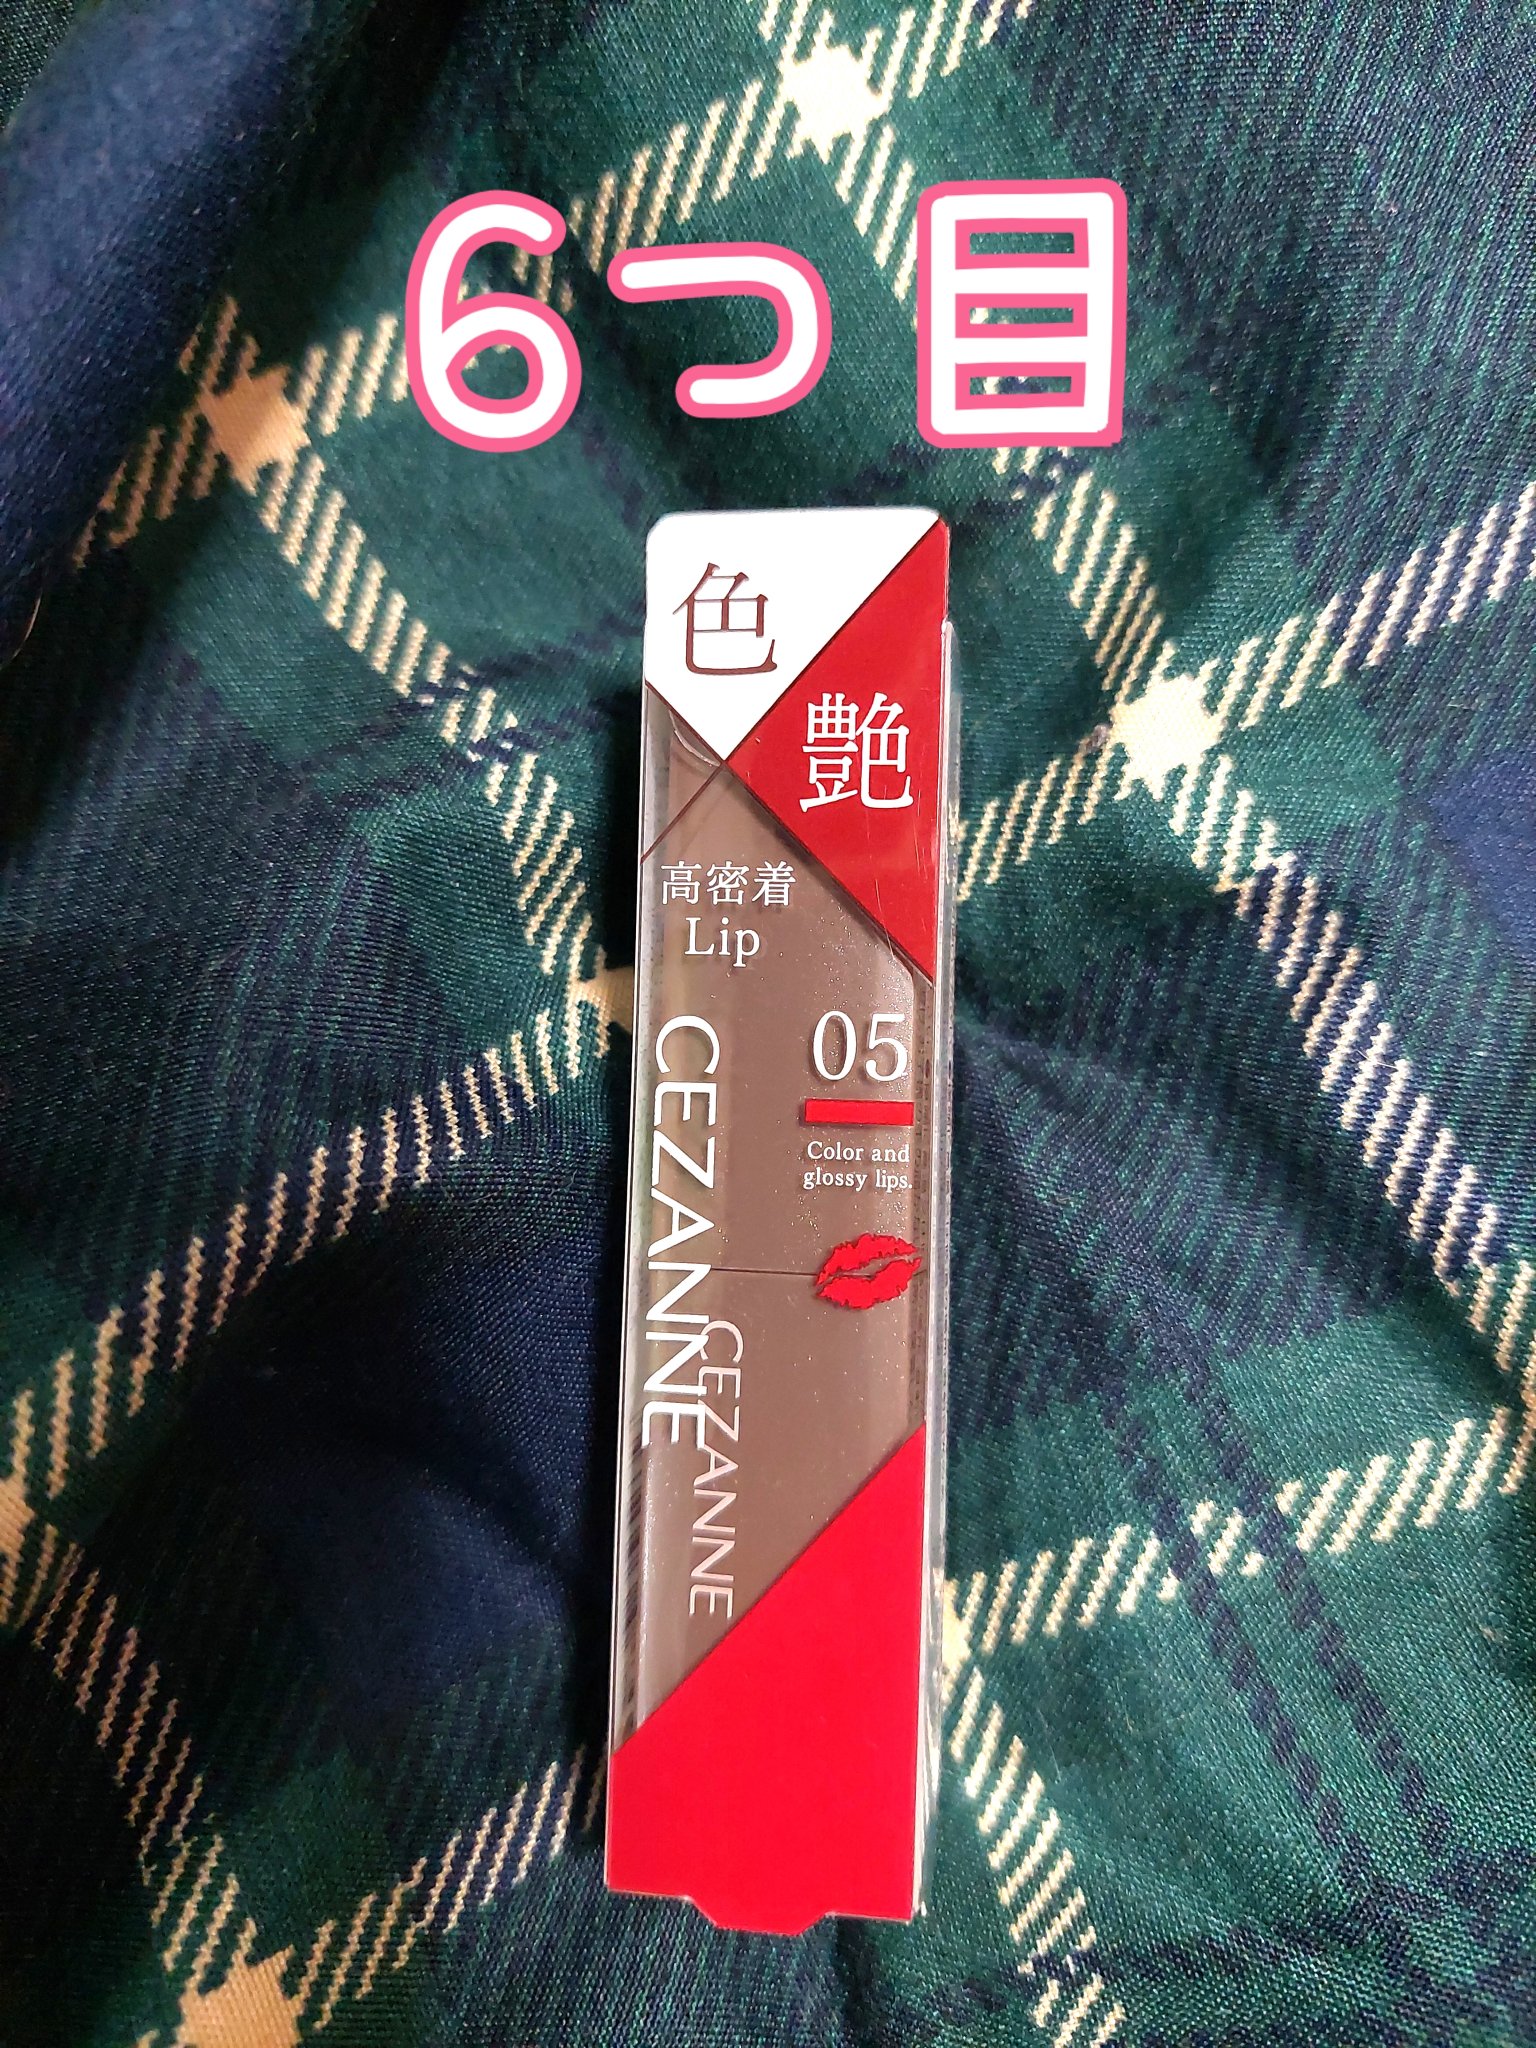 6つ目
色
艶
高密着
Lip
05
Color and
glossy lips.
CEZANNE
CEZANNE